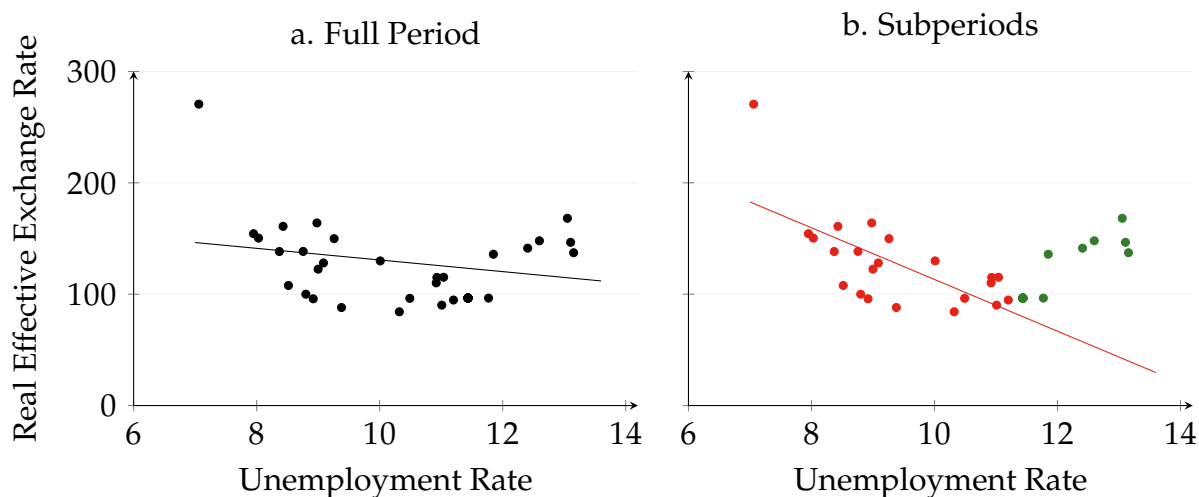 a. Full Period
b. Subperiods
Real Effective Exchange Rate
300
200
100
0
6
8
10
12
14
6
8
10
12
14
Unemployment Rate
Unemployment Rate